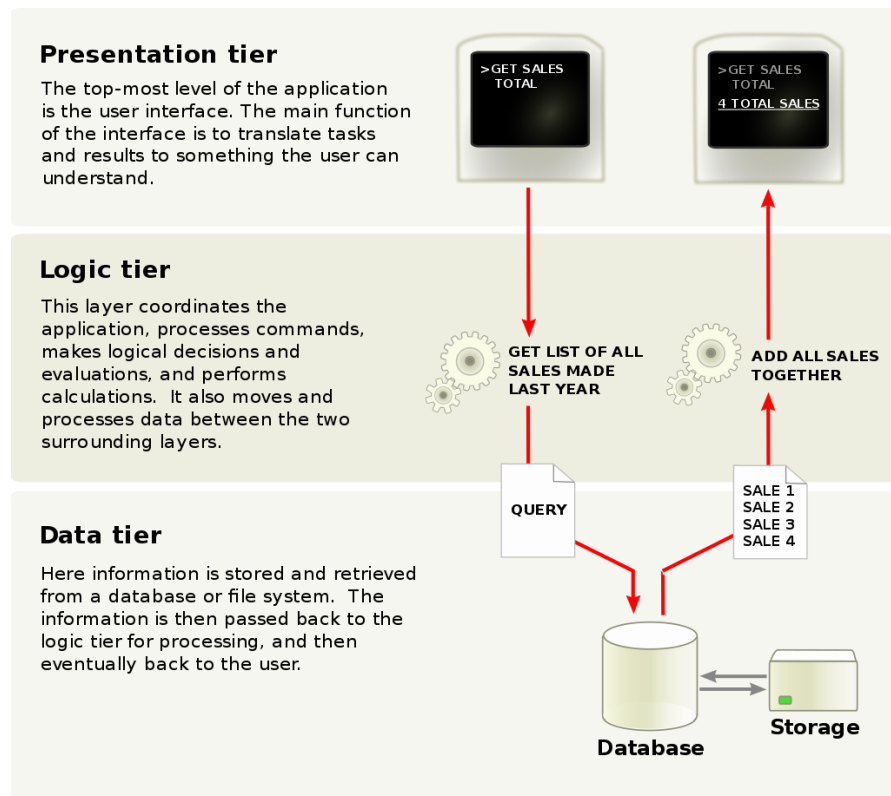 Presentation tier
The top-most level of the application
is the user interface. The main function
of the interface is to translate tasks
and results to something the user can
understand.
>GET SALES
TOTAL
>GET SALES
TOTAL
4 TOTAL SALES
Logic tier
This layer coordinates the
application, processes commands,
makes logical decisions and
evaluations, and performs
calculations.  It also moves and
processes data between the two
surrounding layers.
GET LIST OF ALL
SALES MADE
LAST YEAR
ADD ALL SALES
TOGETHER
QUERY
SALE 1
SALE 2
SALE 3
SALE 4
Data tier
Here information is stored and retrieved
from a database or file system.  The
information is then passed back to the
logic tier for processing, and then
eventually back to the user.
Database
Storage